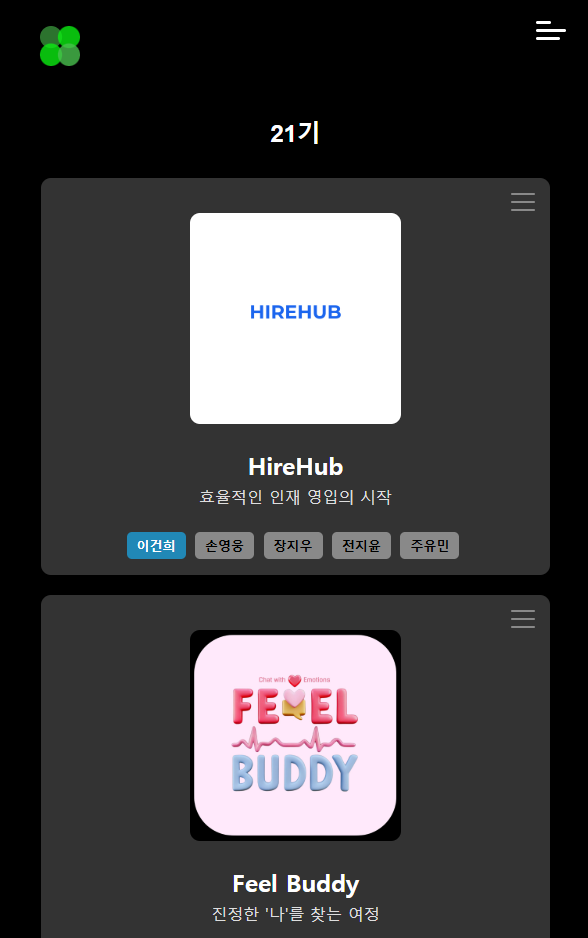 21기
HIREHUB
HireHub
효율적인 인재 영입의 시작
이건희 손영웅 장지우 전지윤 주유민
Chat with Emotions
FEEL
BUDDY
Feel Buddy
진정한 '나'를 찾는 여정